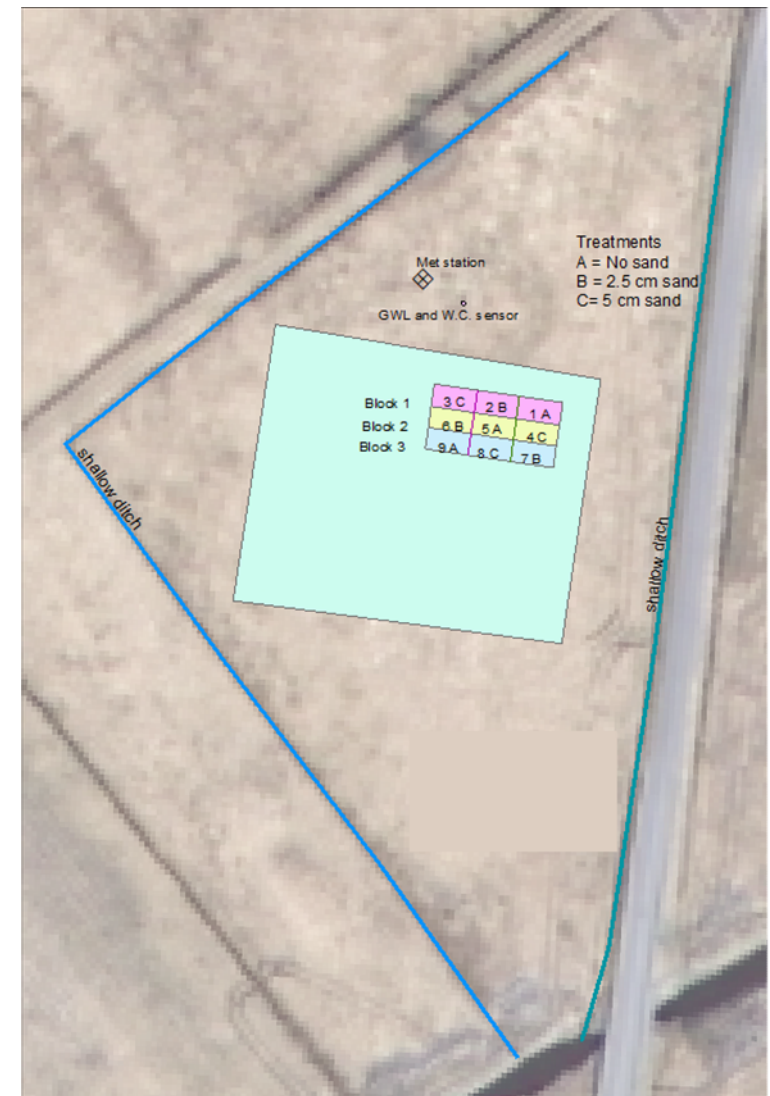 Treatments
A = No sand
B = 2.5 cm sand
C= 5 cm sand
Met station
GWL and W.C. sensor
Block 1
3 C
2 B
1 A
Block 2
6 B
5 A
4 C
Block 3
9 A
8 C
7 B
shallow ditch
shallow ditch